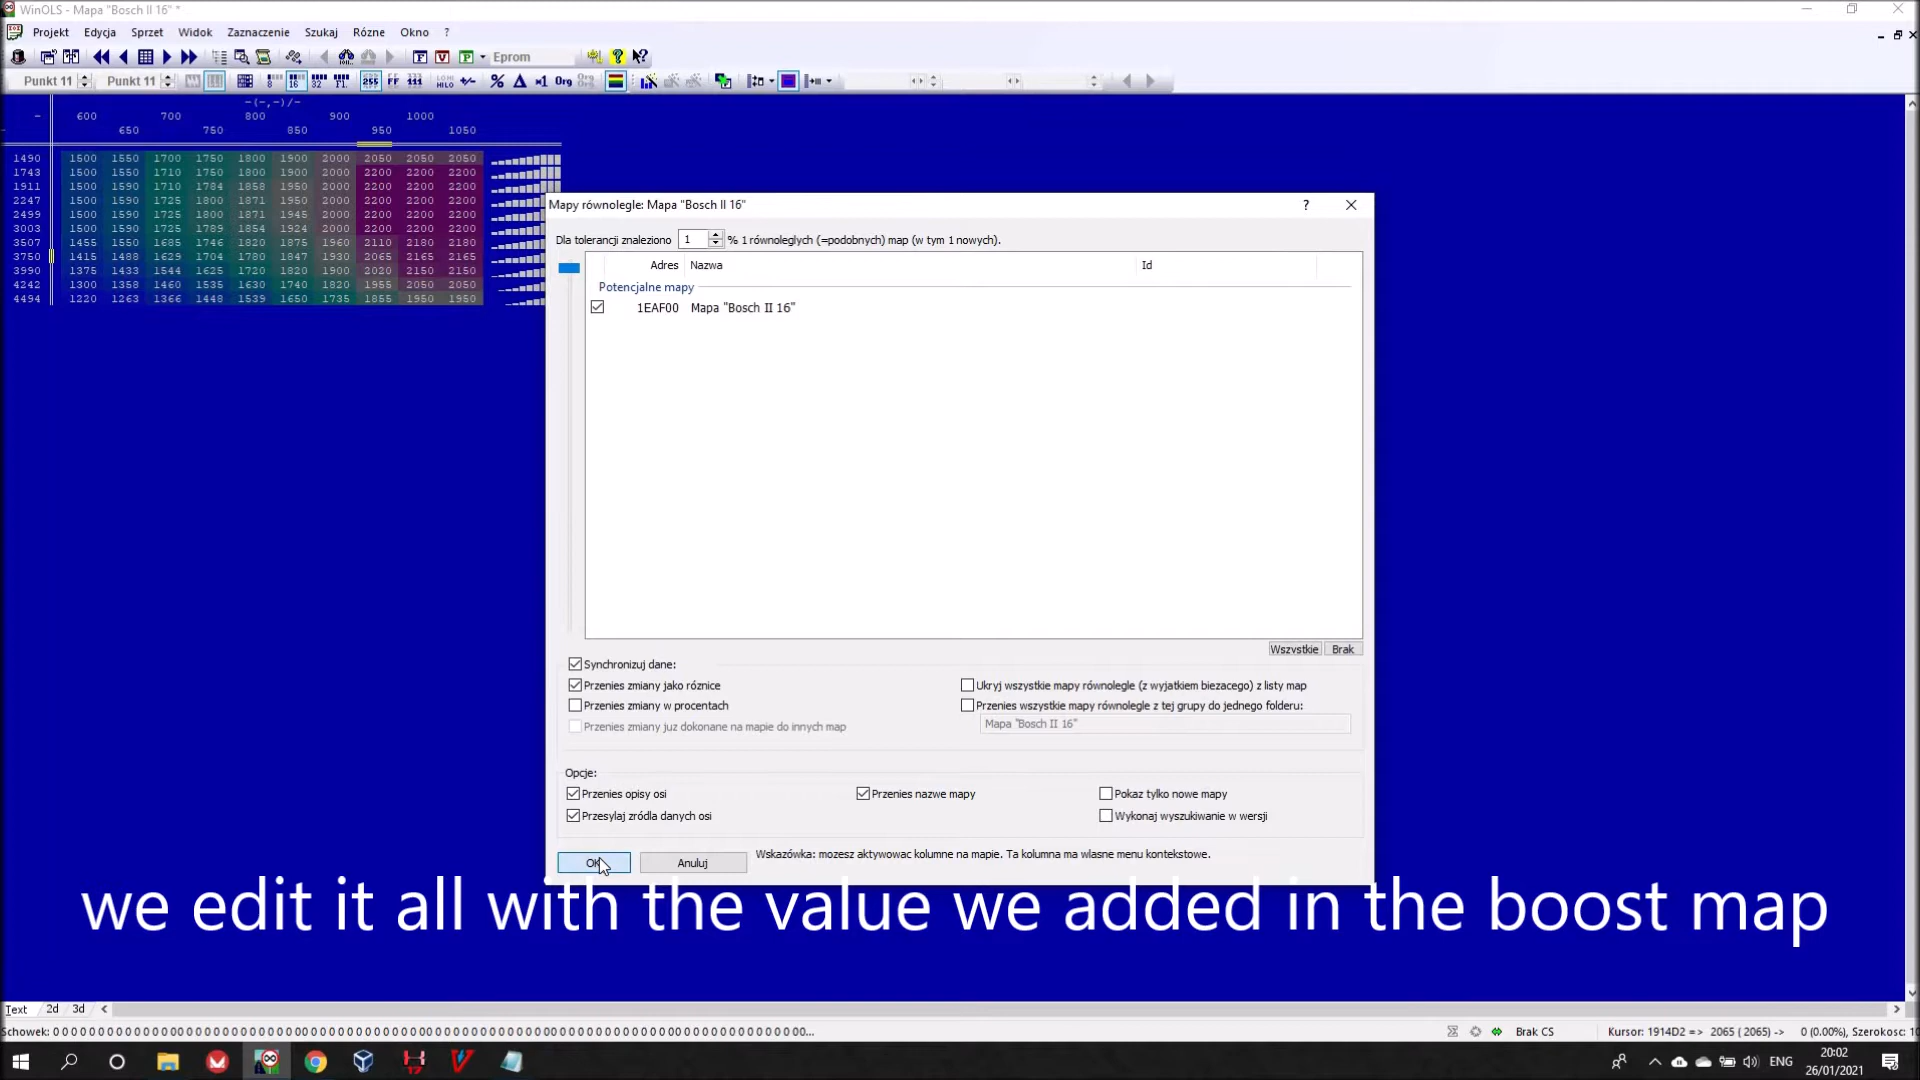 WinOLS - Mapa "Bosch II 16" *
Projekt Edycja Sprzet Widok Zaznaczenie Szukaj Rózne Okno ?
Eprom
Punkt 11 Punkt 11 Org
-(-,-)/-
- 600 700 800 900 1000
- 650 750 850 950 1050
1490 1500 1550 1700 1750 1800 1900 2000 2050 2050 2050
1743 1500 1550 1710 1750 1800 1900 2000 2200 2200 2200
1911 1500 1590 1710 1784 1858 1950 2000 2200 2200 2200
2247 1500 1590 1725 1800 1871 1950 2000 2200 2200 2200
2499 1500 1590 1725 1800 1871 1945 2000 2200 2200 2200
3003 1500 1590 1725 1789 1854 1924 2000 2200 2200 2200
3507 1455 1550 1685 1746 1820 1875 1960 2110 2180 2180
3750 1415 1488 1629 1704 1780 1847 1930 2065 2165 2165
3990 1375 1433 1544 1625 1720 1820 1900 2020 2150 2150
4242 1300 1358 1460 1535 1630 1740 1820 1955 2050 2050
4494 1220 1263 1366 1448 1539 1650 1735 1855 1950 1950
Mapy równolegle: Mapa "Bosch II 16" ?
Dla tolerancji znaleziono 1 % 1 równoleglych (=podobnych) map (w tym 1 nowych).
Adres Nazwa Id
Potencjalne mapy
1EAF00 Mapa "Bosch II 16"
Wszystkie Brak
Synchronizuj dane:
Przenies zmiany jako róznice
Przenies zmiany w procentach
Przenies zmiany juz dokonane na mapie do innych map
Ukryj wszystkie mapy równolegle (z wyjatkiem biezacego) z listy map
Przenies wszystkie mapy równolegle z tej grupy do jednego folderu:
Mapa "Bosch II 16"
Opcje:
Przenies opisy osi Przenies nazwe mapy Pokaz tylko nowe mapy
Przesylaj zródla danych osi Wykonaj wyszukiwanie w wersji
OK Anuluj Wskazówka: mozesz aktywowac kolumne na mapie. Ta kolumna ma wlasne menu kontekstowe.
we edit it all with the value we added in the boost map
Text 2d 3d
Brak CS Kursor: 1914D2 => 2065 ( 2065) -> 0 (0.00%), Szerokosc:
ENG
20:02
26/01/2021